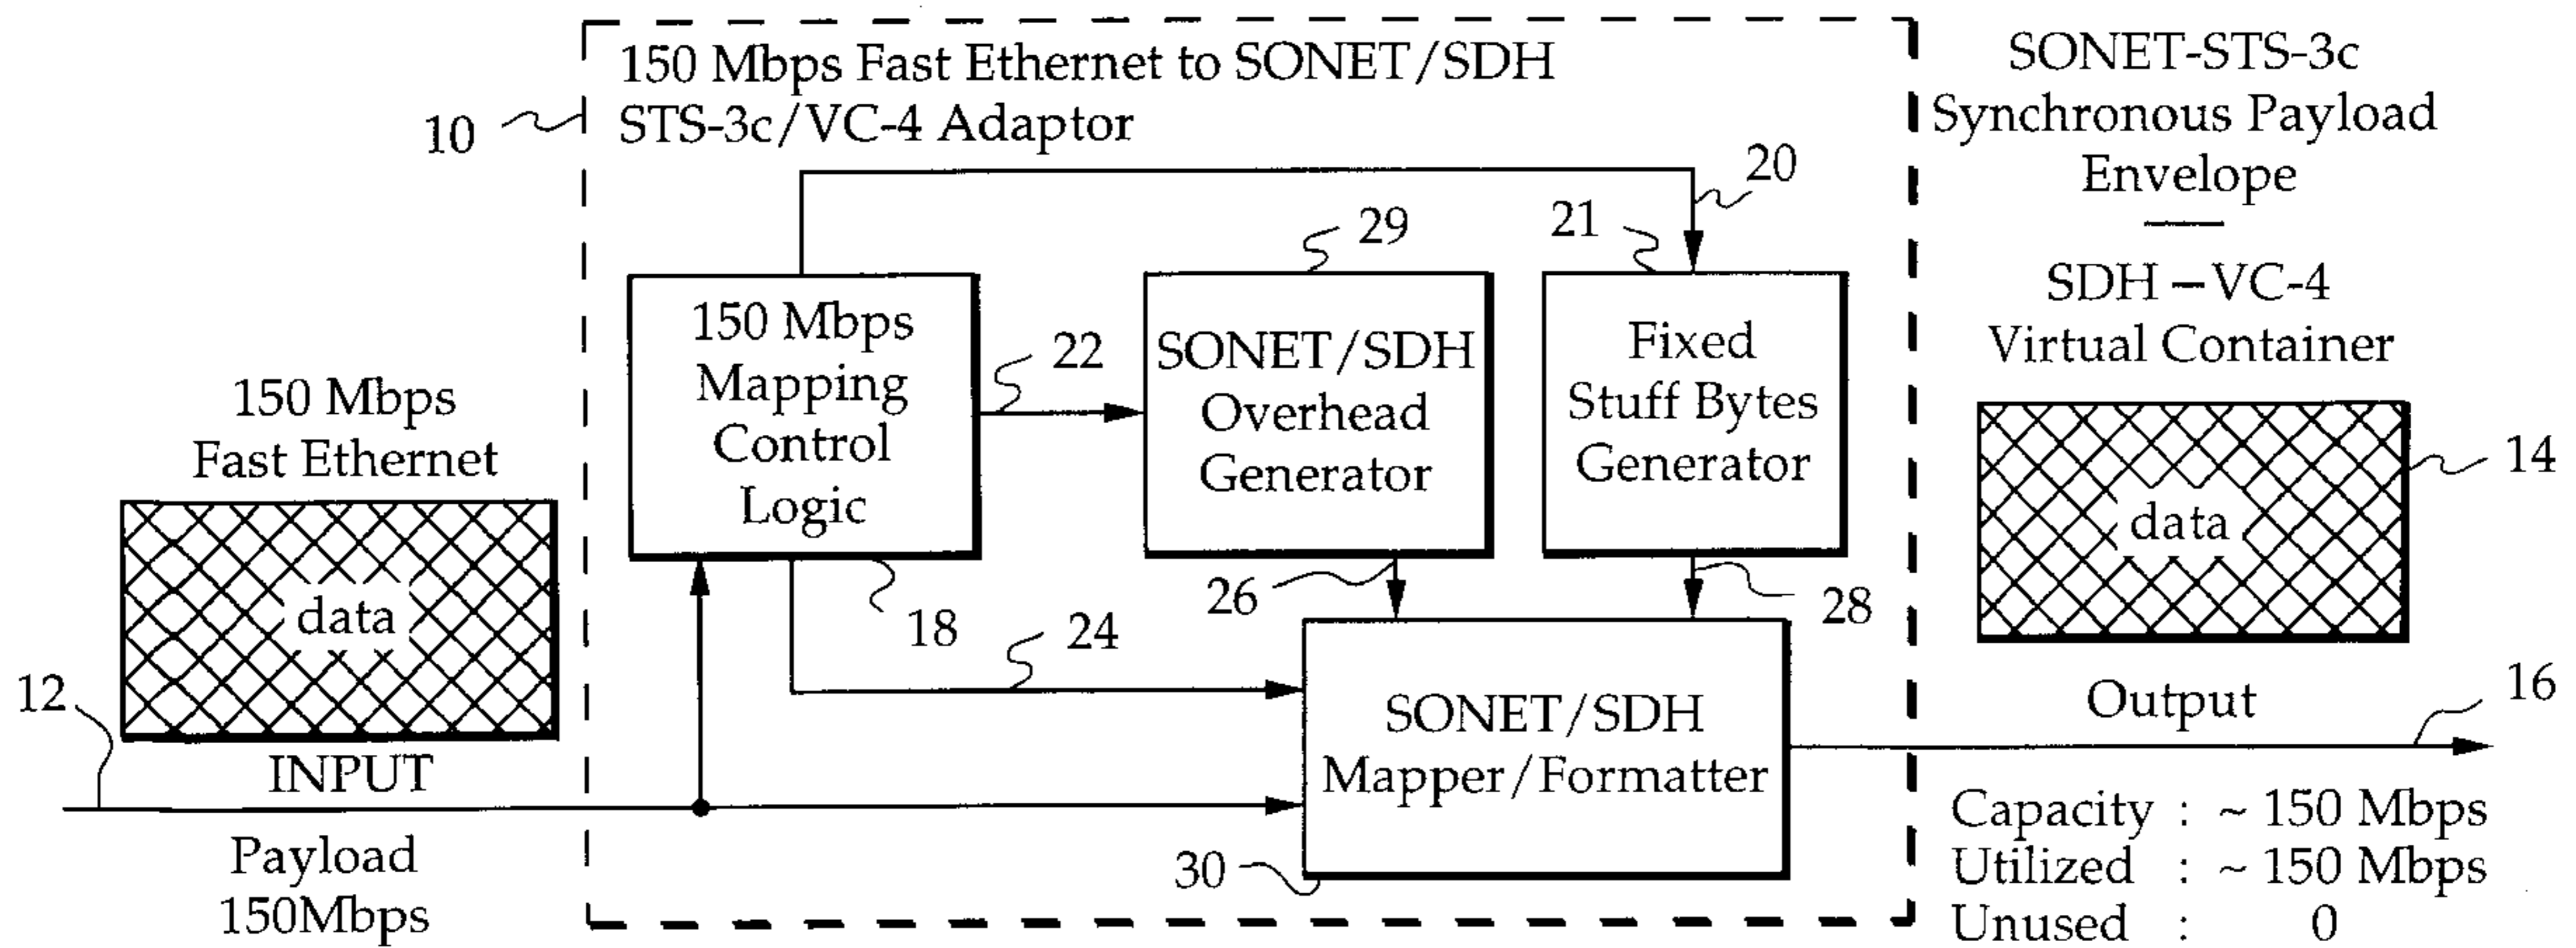 150 Mbps Fast Ethernet to SONET/SDH
STS-3c/VC-4 Adaptor
10
SONET-STS-3c
Synchronous Payload
Envelope
—
SDH – VC-4
Virtual Container
20
29
21
150 Mbps
Mapping
Control
Logic
22
SONET/SDH
Overhead
Generator
Fixed
Stuff Bytes
Generator
150 Mbps
Fast Ethernet
data
data
14
18
24
26
28
12
INPUT
Payload
150Mbps
SONET/SDH
Mapper/Formatter
30
Output
16
Capacity : ~ 150 Mbps
Utilized : ~ 150 Mbps
Unused : 0